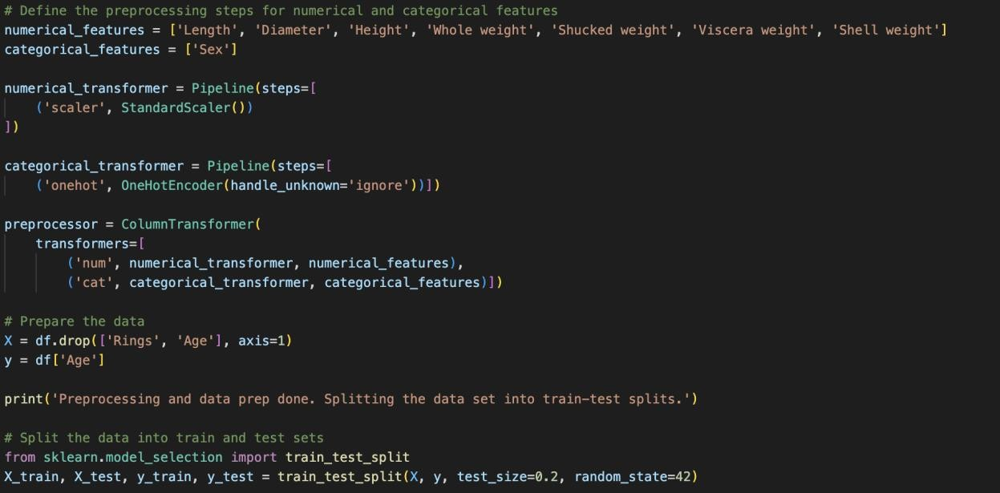 # Define the preprocessing steps for numerical and categorical features
numerical_features = ['Length', 'Diameter', 'Height', 'Whole weight', 'Shucked weight', 'Viscera weight', 'Shell weight']
categorical_features = ['Sex']

numerical_transformer = Pipeline(steps=[
    ('scaler', StandardScaler())
])

categorical_transformer = Pipeline(steps=[
    ('onehot', OneHotEncoder(handle_unknown='ignore'))])

preprocessor = ColumnTransformer(
    transformers=[
        ('num', numerical_transformer, numerical_features),
        ('cat', categorical_transformer, categorical_features)])

# Prepare the data
X = df.drop(['Rings', 'Age'], axis=1)
y = df['Age']

print('Preprocessing and data prep done. Splitting the data set into train-test splits.')

# Split the data into train and test sets
from sklearn.model_selection import train_test_split
X_train, X_test, y_train, y_test = train_test_split(X, y, test_size=0.2, random_state=42)